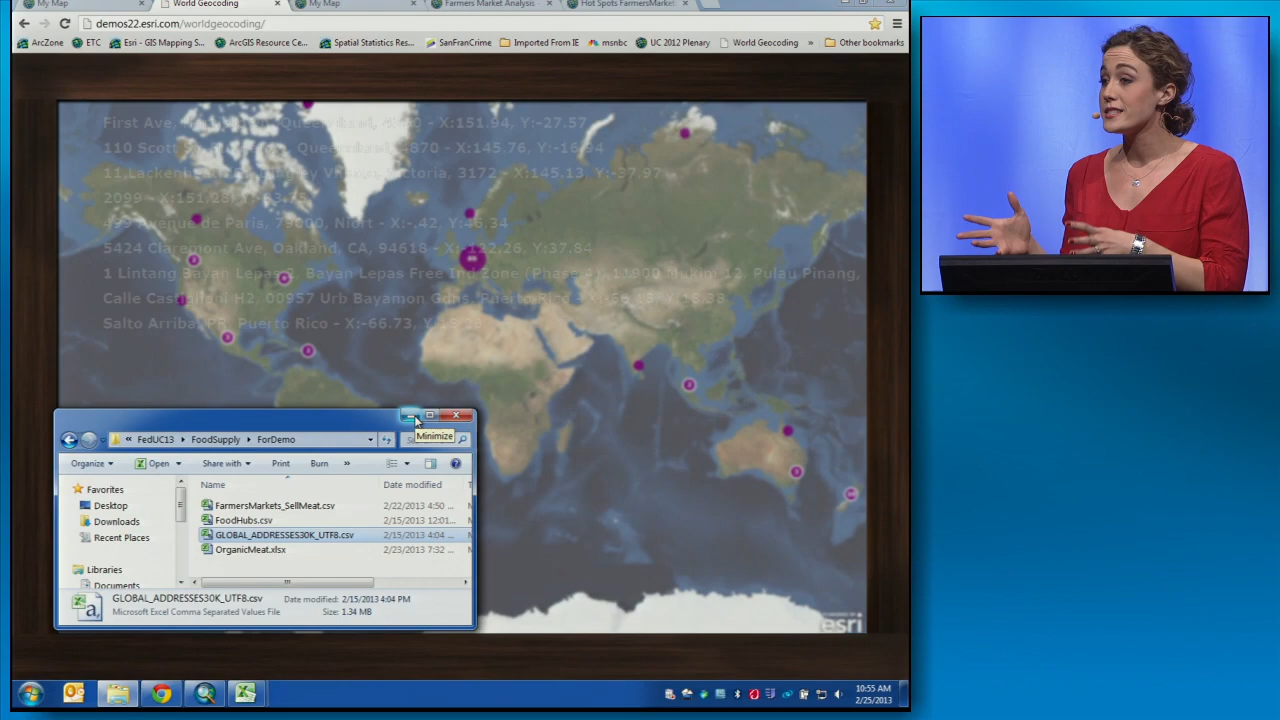 My Map
World Geocoding
My Map
Farmers Market Analysis
Hot Spots FarmersMarket
demos22.esri.com/worldgeocoding/
ArcZone
ETC
Esri - GIS Mapping S...
ArcGIS Resource Ce...
Spatial Statistics Res...
SanFranCrime
Imported From IE
msnbc
UC 2012 Plenary
World Geocoding
»
Other bookmarks
First Ave, Queensland, - X:151.94, Y:-27.57
110 Scott Queensland, 4870 - X:145.76, Y:-16.94
11,Lackenheath Village, Victoria, 3172 - X:145.13, Y:-37.97
2099 - X:151.28, Y:
Avenue de Paris, 79000, Niort - X:-.42, Y:46.34
5424 Claremont Ave, Oakland, CA, 94618 - X:-122.26, Y:37.84
1 Lintang Bayan Lepas Bayan Lepas Free Ind Zone (Phase 4), 11900 Mukim 12, Pulau Pinang,
Calle Castiglioni H2, 00957 Urb Bayamon Gdns, Puerto Rico - X:-66.18, Y:18.38
Salto Arriba, PR, Puerto Rico - X:-66.73,
esri
Minimize
« FedUC13 FoodSupply ForDemo
Organize Open Share with Print Burn »
Favorites
Desktop
Downloads
Recent Places
Libraries
Documents
Name Date modified
FarmersMarkets_SellMeat.csv 2/22/2013 4:50 ...
FoodHubs.csv 2/15/2013 12:01...
GLOBAL_ADDRESSES30K_UTF8.csv 2/15/2013 4:04 ...
OrganicMeat.xlsx 2/23/2013 7:32 ...
GLOBAL_ADDRESSES30K_UTF8.csv Date modified: 2/15/2013 4:04 PM
Microsoft Excel Comma Separated Values File Size: 1.34 MB
10:55 AM
2/25/2013